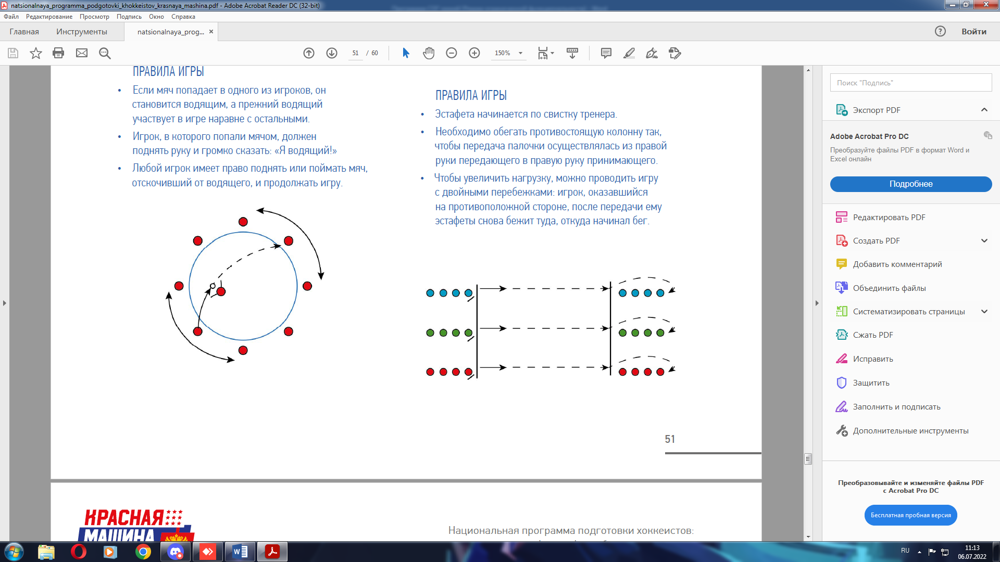 natsionalnaya_programma_podgotovki_khokkeistov_krasnaya_mashina.pdf - Adobe Acrobat Reader DC (32-bit)
Файл Редактирование Просмотр Подпись Окно Справка
Главная Инструменты natsionalnaya_prog... Войти
51 / 60 150%
ПРАВИЛА ИГРЫ
• Если мяч попадает в одного из игроков, он
становится водящим, а прежний водящий
участвует в игре наравне с остальными.
• Игрок, в которого попали мячом, должен
поднять руку и громко сказать: «Я водящий!»
• Любой игрок имеет право поднять или поймать мяч,
отскочивший от водящего, и продолжать игру.
ПРАВИЛА ИГРЫ
• Эстафета начинается по свистку тренера.
• Необходимо обегать противостоящую колонну так,
чтобы передача палочки осуществлялась из правой
руки передающего в правую руку принимающего.
• Чтобы увеличить нагрузку, можно проводить игру
с двойными перебежками: игрок, оказавшийся
на противоположной стороне, после передачи ему
эстафеты снова бежит туда, откуда начинал бег.
51
КРАСНАЯ
МАШИНА
Национальная программа подготовки хоккеистов:
Поиск "Подпись"
Экспорт PDF
Adobe Acrobat Pro DC
Преобразуйте файлы PDF в формат Word и
Excel онлайн
Подробнее
Редактировать PDF
Создать PDF
Добавить комментарий
Объединить файлы
Систематизировать страницы
Сжать PDF
Исправить
Защитить
Заполнить и подписать
Дополнительные инструменты
Преобразовывайте и изменяйте файлы PDF
с Acrobat Pro DC
Бесплатная пробная версия
RU
11:13
06.07.2022